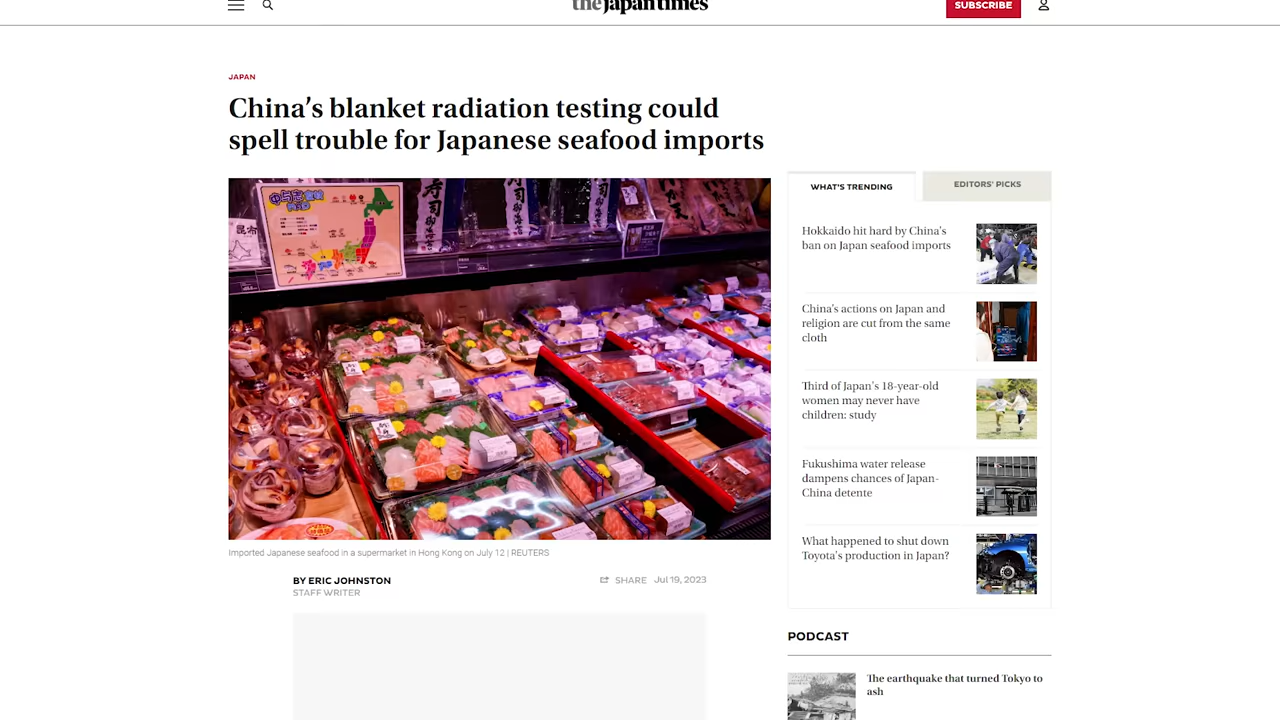 the japan times
SUBSCRIBE
JAPAN
China's blanket radiation testing could
spell trouble for Japanese seafood imports
寿司
昆布
Imported Japanese seafood in a supermarket in Hong Kong on July 12 | REUTERS
BY ERIC JOHNSTON
STAFF WRITER
SHARE Jul 19, 2023
WHAT'S TRENDING
EDITORS' PICKS
Hokkaido hit hard by China's
ban on Japan seafood imports
China's actions on Japan and
religion are cut from the same
cloth
Third of Japan's 18-year-old
women may never have
children: study
Fukushima water release
dampens chances of Japan-
China detente
What happened to shut down
Toyota's production in Japan?
PODCAST
The earthquake that turned Tokyo to
ash